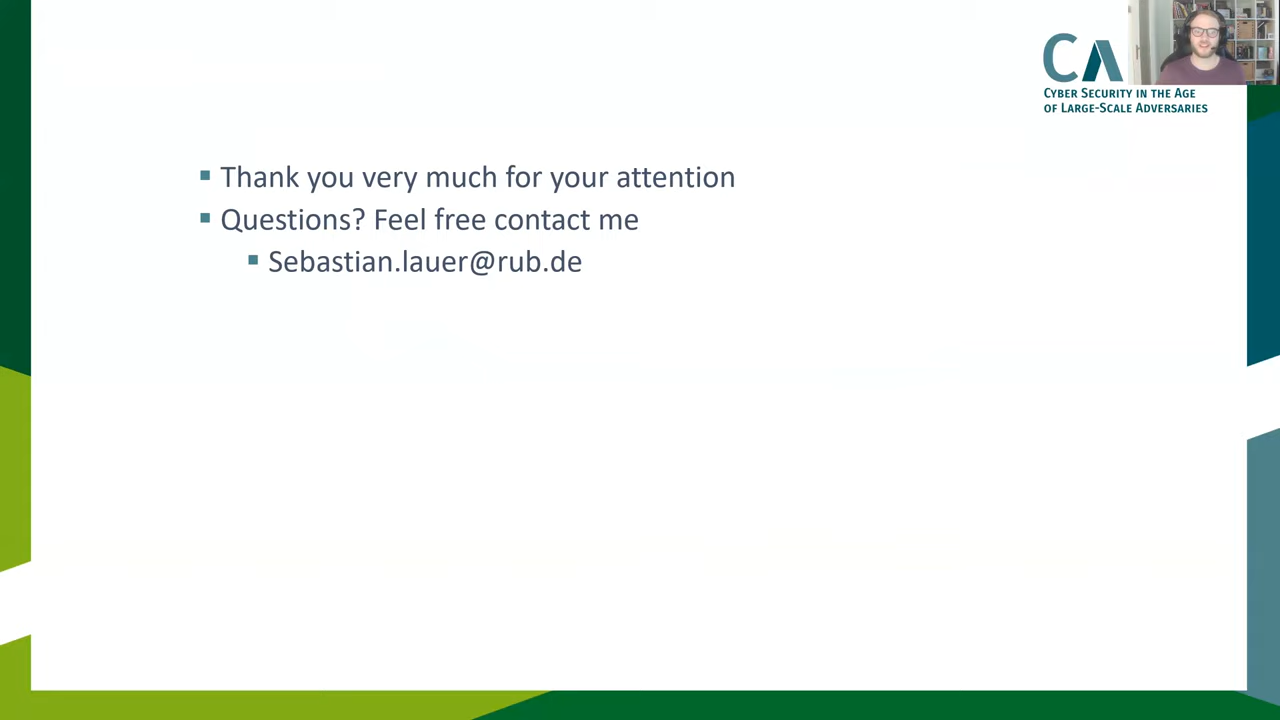 CA
CYBER SECURITY IN THE AGE
OF LARGE-SCALE ADVERSARIES
Thank you very much for your attention
Questions? Feel free contact me
Sebastian.lauer@rub.de